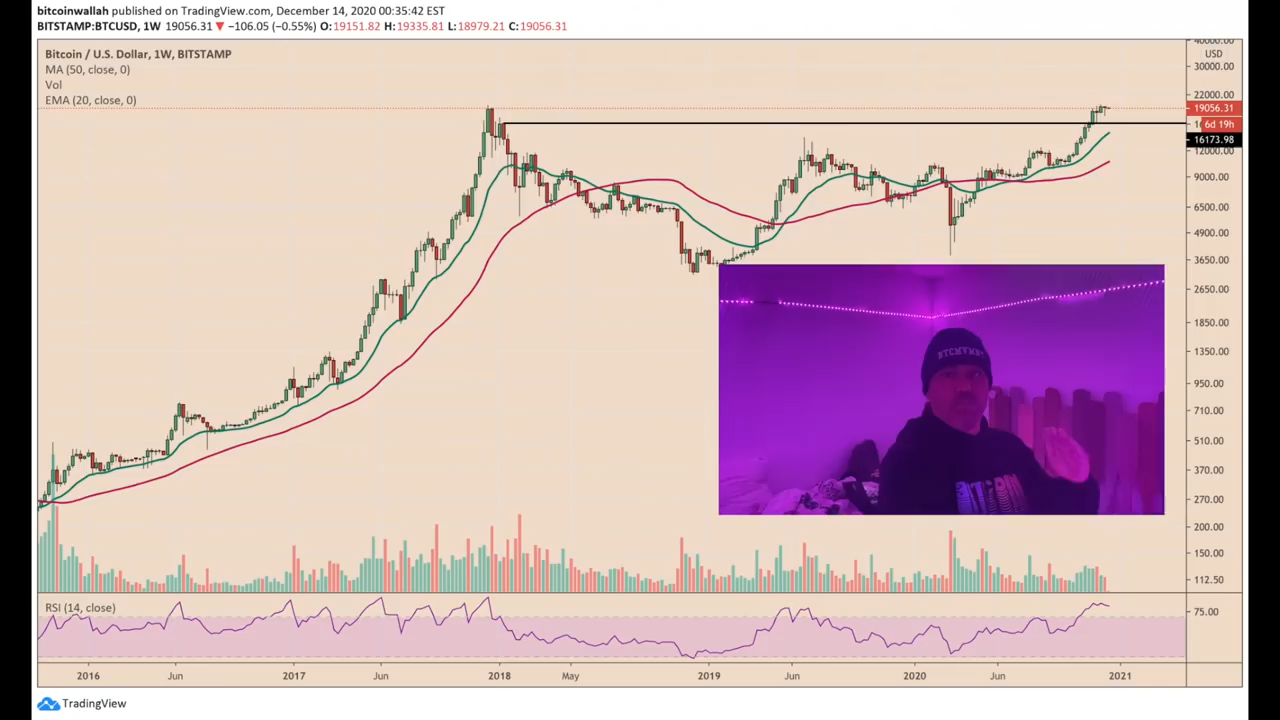 bitcoinwallah published on TradingView.com, December 14, 2020 00:35:42 EST
BITSTAMP:BTCUSD, 1W 19056.31 ▼ −106.05 (−0.55%) O:19151.82 H:19335.81 L:18979.21 C:19056.31
Bitcoin / U.S. Dollar, 1W, BITSTAMP
MA (50, close, 0)
Vol
EMA (20, close, 0)
40000.00
USD
30000.00
22000.00
19056.31
6d 19h
16173.98
12000.00
9000.00
6500.00
4900.00
3650.00
2650.00
1850.00
1350.00
950.00
710.00
510.00
370.00
270.00
200.00
150.00
112.50
RSI (14, close)
75.00
2016 Jun 2017 Jun 2018 May 2019 Jun 2020 Jun 2021
TradingView